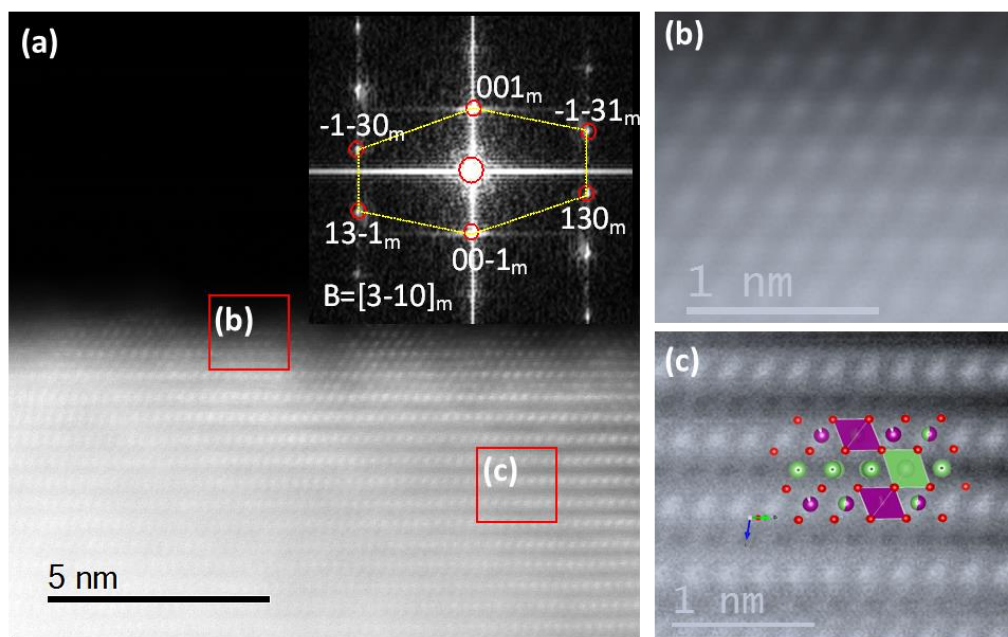 (a)
001m
-1-30m
-1-31m
13-1m
130m
00-1m
B=[3-10]m
(b)
(c)
5 nm
(b)
1 nm
(c)
1 nm